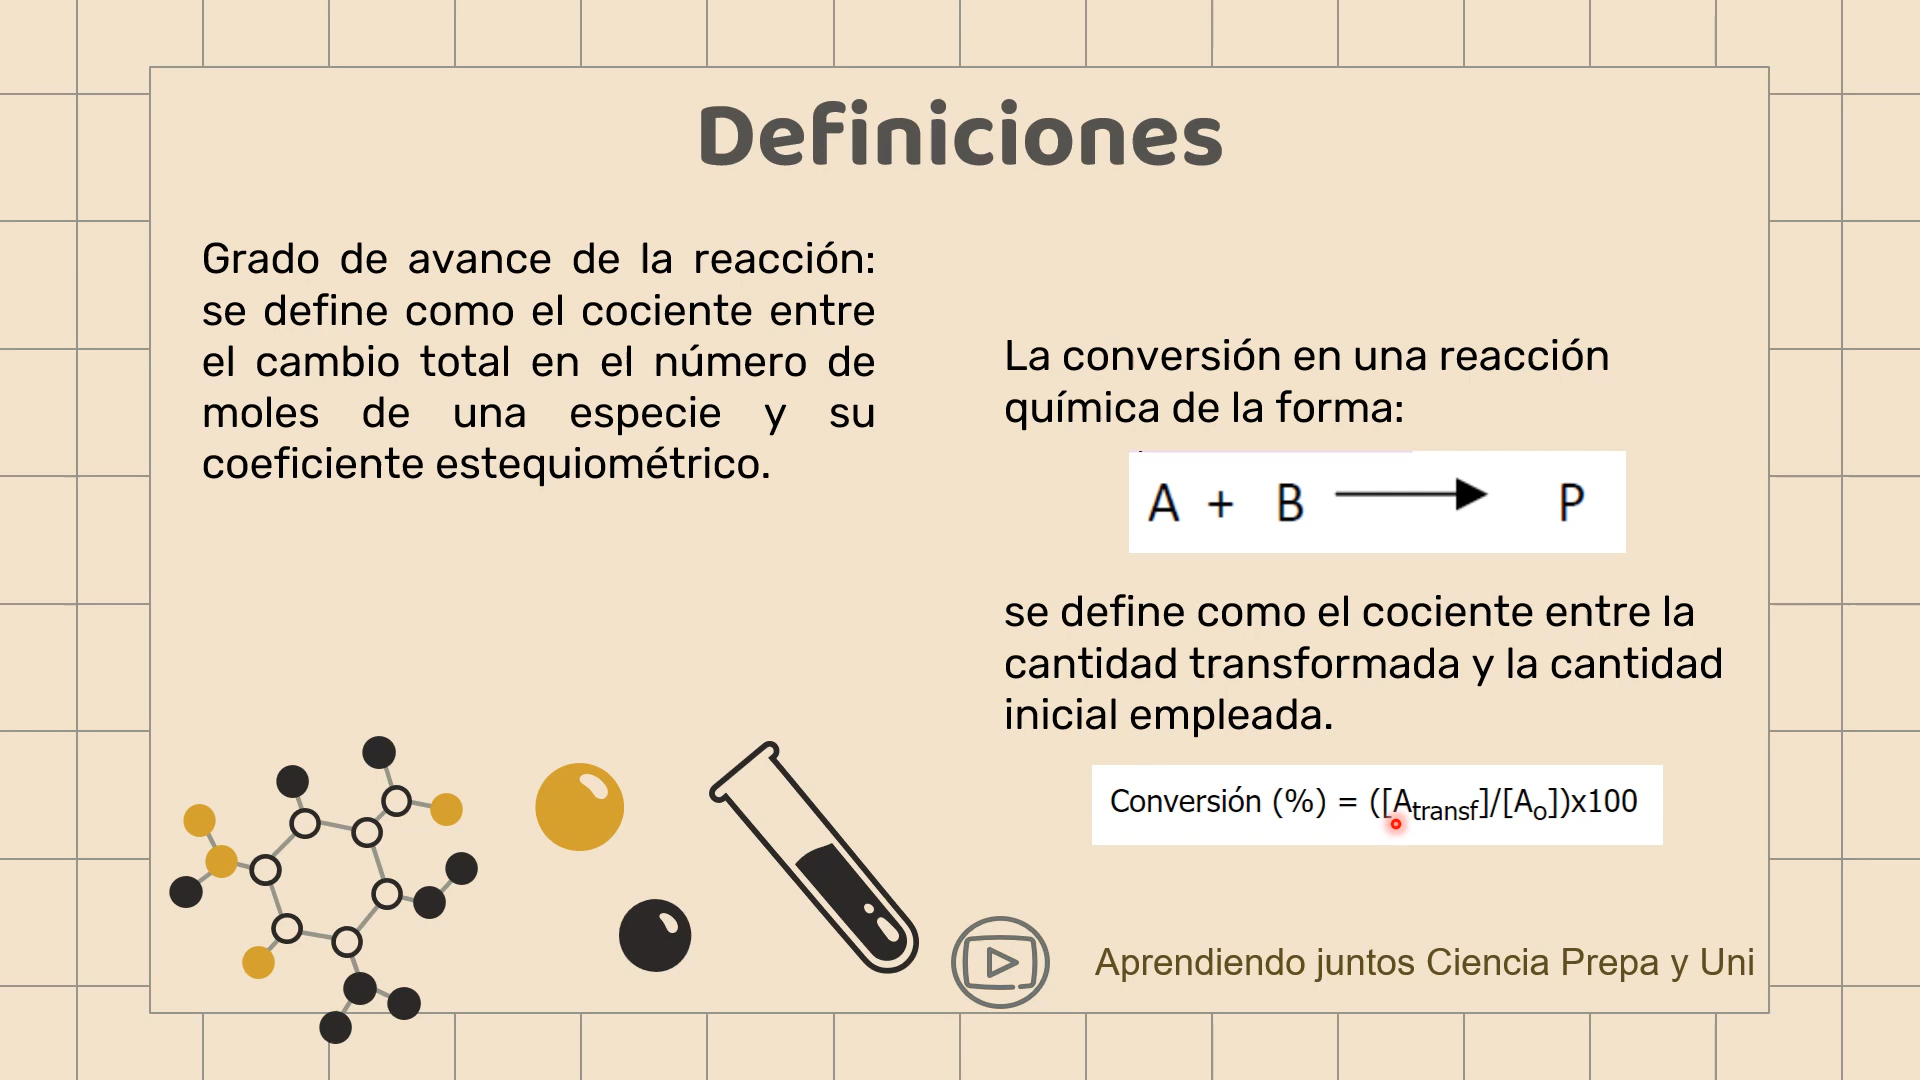 Definiciones
Grado de avance de la reacción:
se define como el cociente entre
el cambio total en el número de
moles de una especie y su
coeficiente estequiométrico.
La conversión en una reacción
química de la forma:
A + B ⟶ P
se define como el cociente entre la
cantidad transformada y la cantidad
inicial empleada.
Conversión (%) = ([Atransf]/[Ao])x100
Aprendiendo juntos Ciencia Prepa y Uni